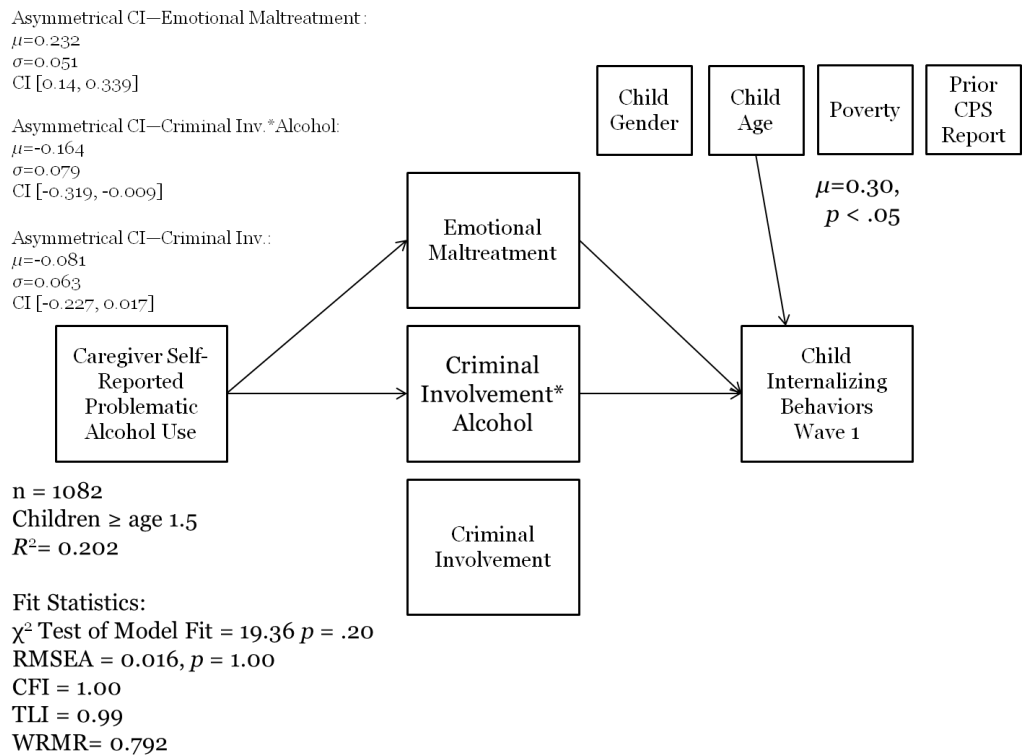 Asymmetrical CI—Emotional Maltreatment:
μ=0.232
σ=0.051
CI [0.14, 0.339]
Asymmetrical CI—Criminal Inv.*Alcohol:
μ=-0.164
σ=0.079
CI [-0.319, -0.009]
Asymmetrical CI—Criminal Inv.:
μ=-0.081
σ=0.063
CI [-0.227, 0.017]
Child
Gender
Child
Age
Poverty
Prior
CPS
Report
μ=0.30,
p < .05
Emotional
Maltreatment
Caregiver Self-
Reported
Problematic
Alcohol Use
Criminal
Involvement*
Alcohol
Child
Internalizing
Behaviors
Wave 1
Criminal
Involvement
n = 1082
Children ≥ age 1.5
R²= 0.202
Fit Statistics:
χ² Test of Model Fit = 19.36 p = .20
RMSEA = 0.016, p = 1.00
CFI = 1.00
TLI = 0.99
WRMR= 0.792